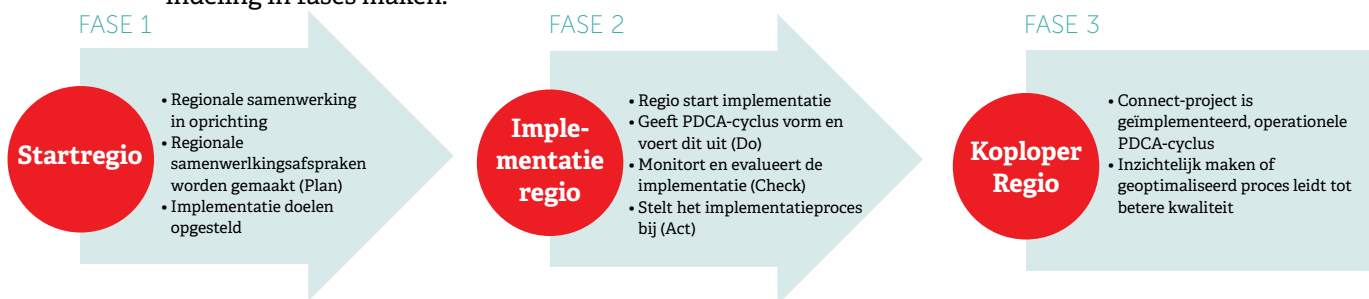 indeling in fases maken.
FASE 1
Startregio
• Regionale samenwerking
in oprichting
• Regionale
samenwerlkingsafspraken
worden gemaakt (Plan)
• Implementatie doelen
opgesteld
FASE 2
Imple-
mentatie
regio
• Regio start implementatie
• Geeft PDCA-cyclus vorm en
voert dit uit (Do)
• Monitort en evalueert de
implementatie (Check)
• Stelt het implementatieproces
bij (Act)
FASE 3
Koploper
Regio
• Connect-project is
geïmplementeerd, operationele
PDCA-cyclus
• Inzichtelijk maken of
geoptimaliseerd proces leidt tot
betere kwaliteit